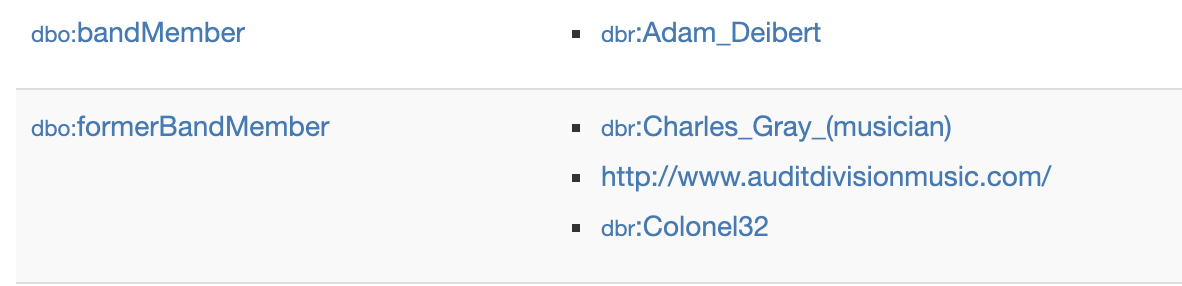 dbo:bandMember
dbr:Adam_Deibert
dbo:formerBandMember
dbr:Charles_Gray_(musician)
http://www.auditdivisionmusic.com/
dbr:Colonel32